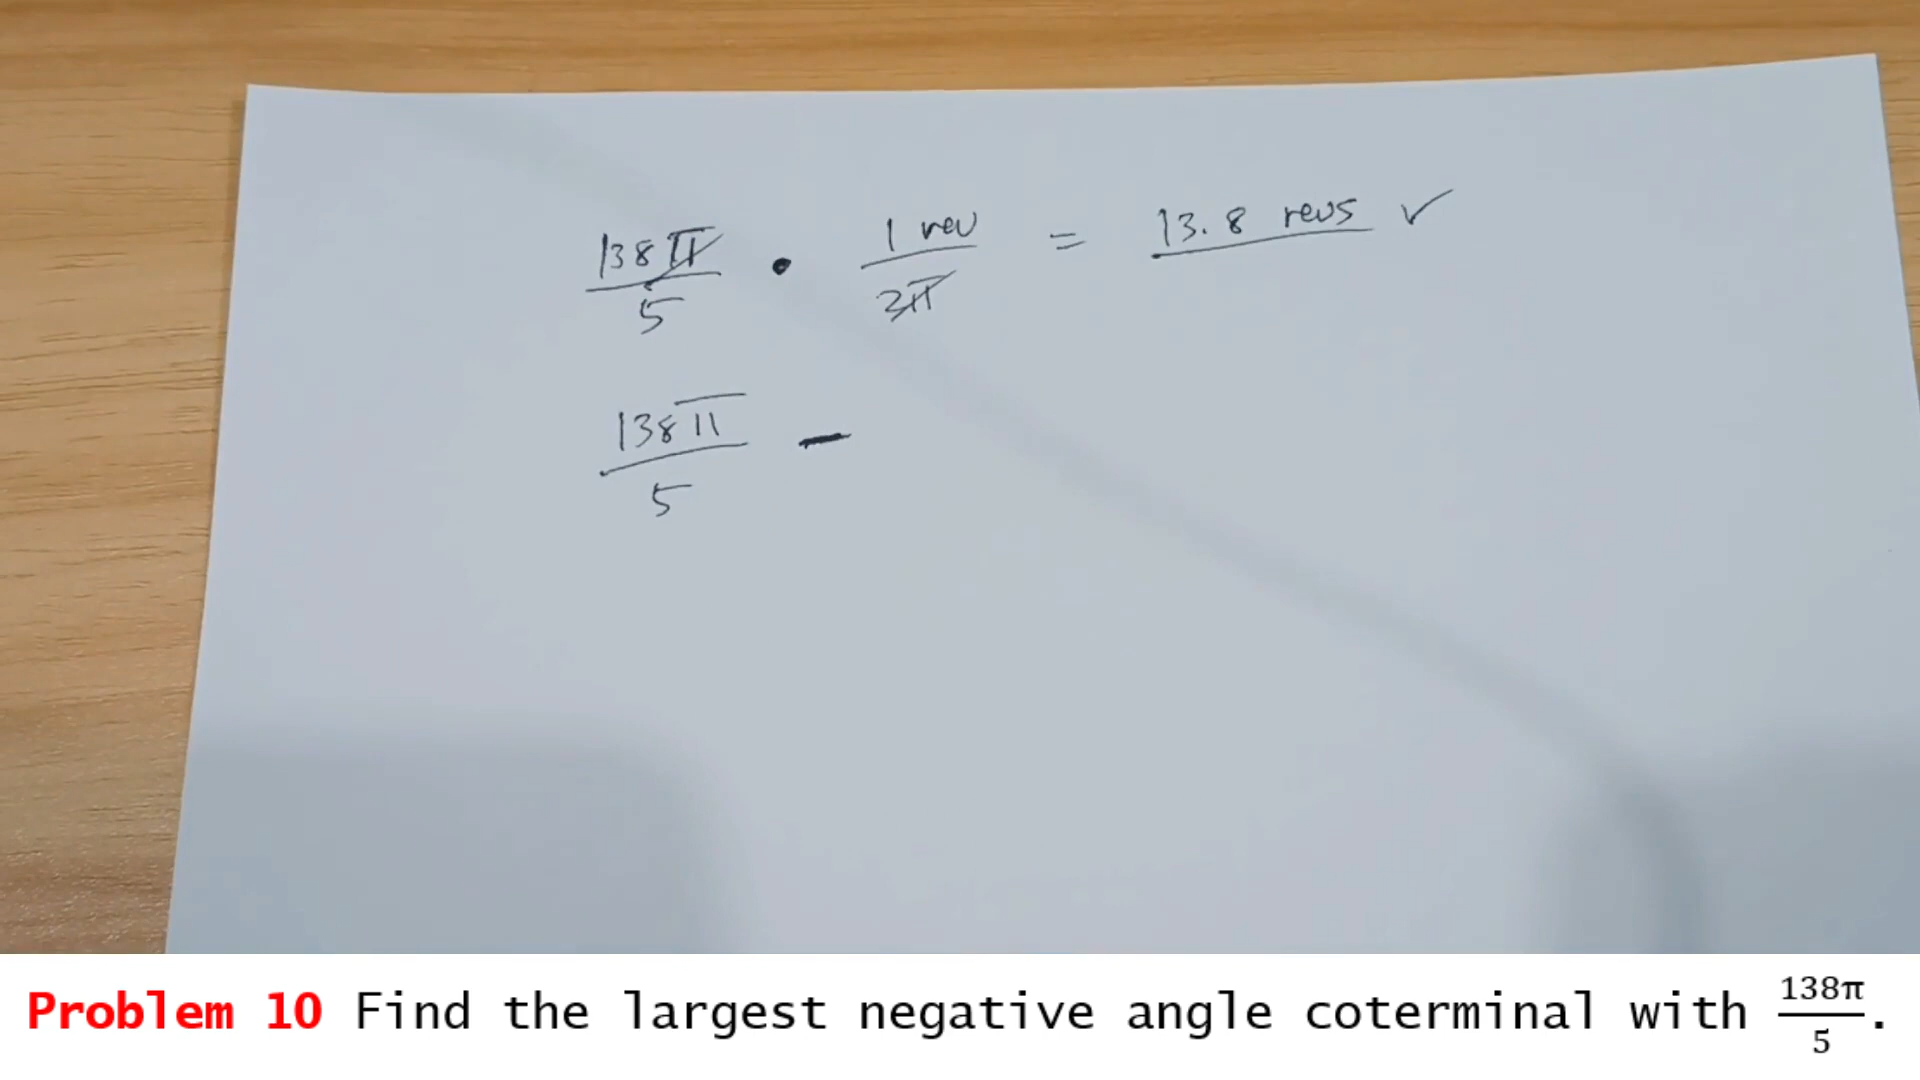 138π/5 • 1 rev/2π = 13.8 revs ✓
138π/5 –
Problem 10 Find the largest negative angle coterminal with 138π/5.